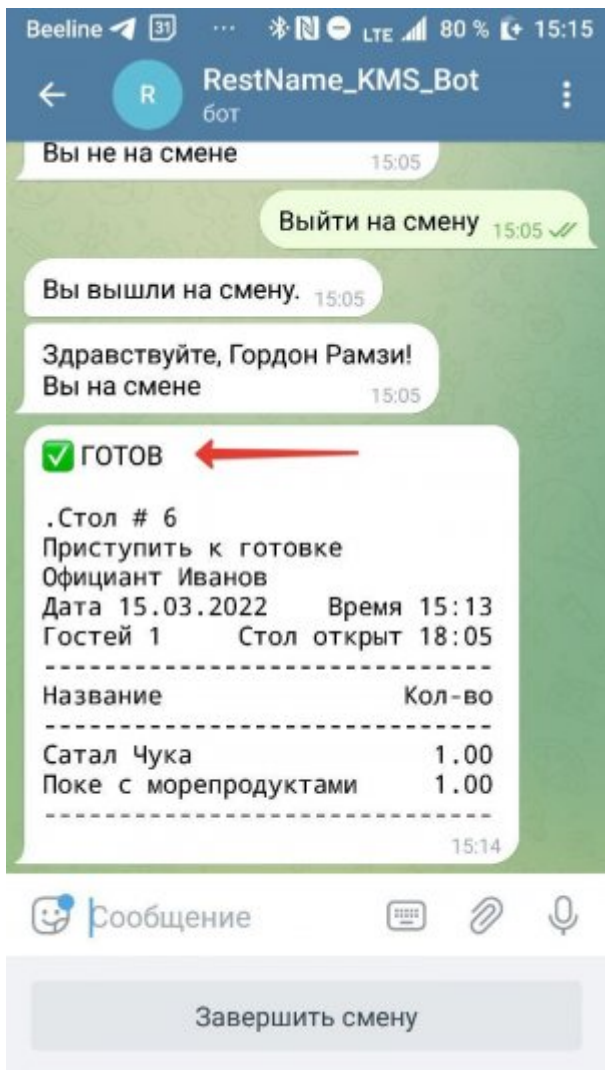 Beeline 31 ... LTE 80 % 15:15
R RestName_KMS_Bot
бот
Вы не на смене 15:05
Выйти на смену 15:05
Вы вышли на смену. 15:05
Здравствуйте, Гордон Рамзи!
Вы на смене 15:05
✅ ГОТОВ
.Стол # 6
Приступить к готовке
Официант Иванов
Дата 15.03.2022 Время 15:13
Гостей 1 Стол открыт 18:05
-------------------------------
Название Кол-во
-------------------------------
Сатал Чука 1.00
Поке с морепродуктами 1.00
-------------------------------
15:14
Сообщение
Завершить смену